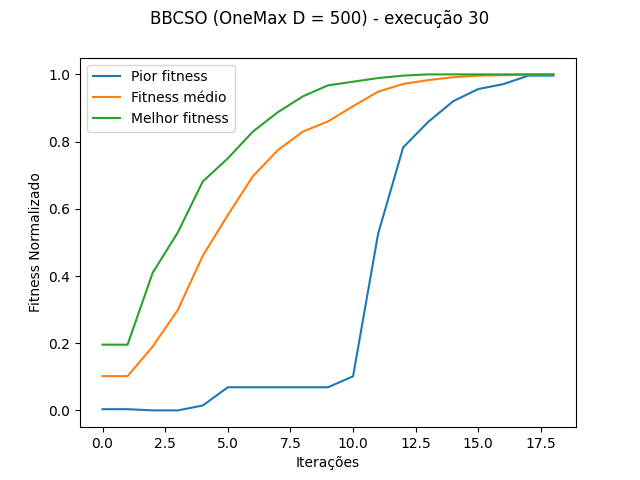 BBCSO (OneMax D = 500) - execução 30
Pior fitness
Fitness médio
Melhor fitness
Fitness Normalizado
1.0
0.8
0.6
0.4
0.2
0.0
0.0 2.5 5.0 7.5 10.0 12.5 15.0 17.5
Iterações